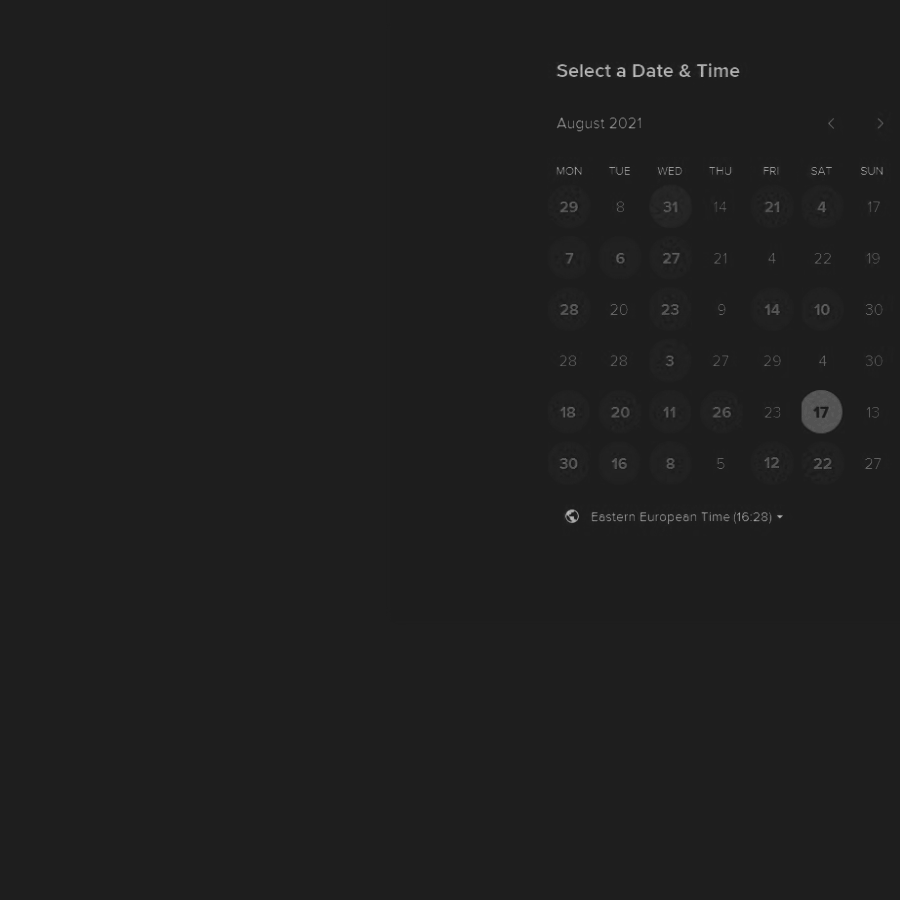 Select a Date & Time
August 2021
MON TUE WED THU FRI SAT SUN
29 8 31 14 21 4 17
7 6 27 21 4 22 19
28 20 23 9 14 10 30
28 28 3 27 29 4 30
18 20 11 26 23 17 13
30 16 8 5 12 22 27
Eastern European Time (16:28)